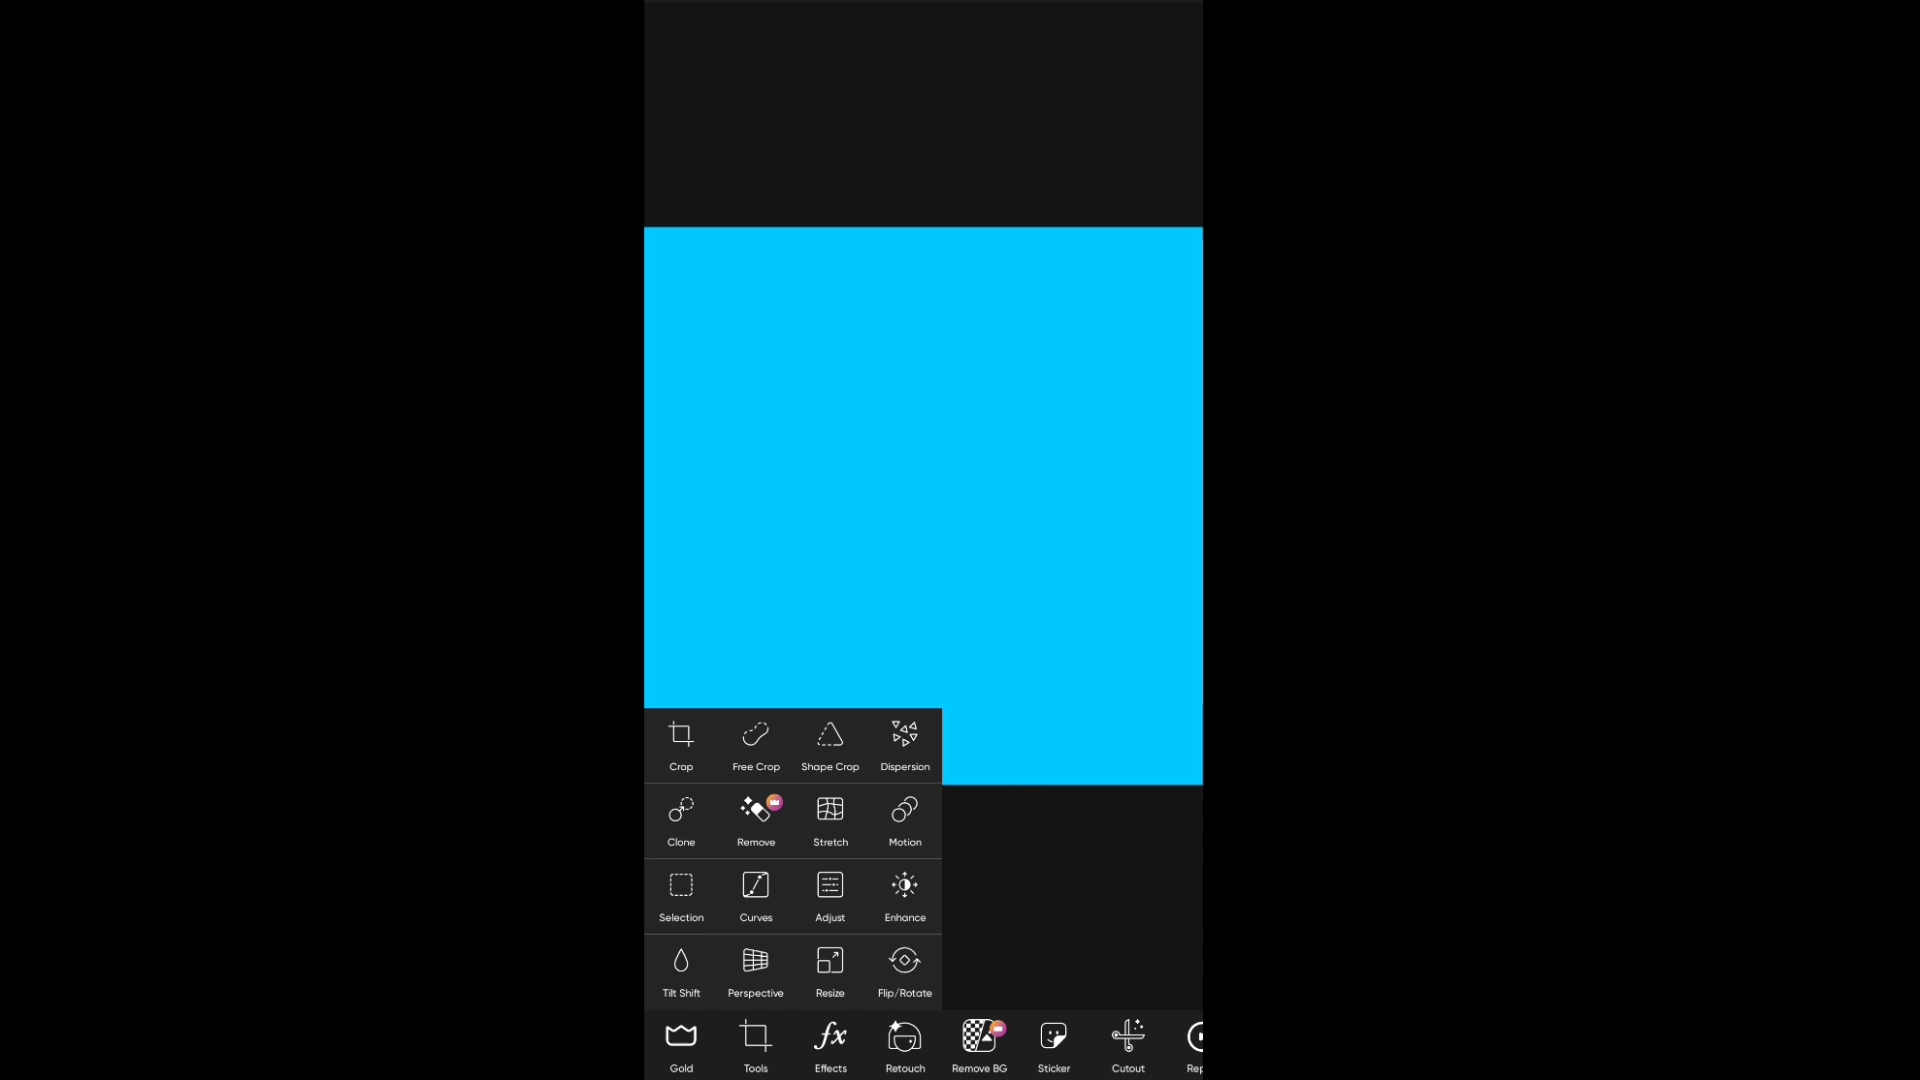 Crop Free Crop Shape Crop Dispersion
Clone Remove Stretch Motion
Selection Curves Adjust Enhance
Tilt Shift Perspective Resize Flip/Rotate
Gold Tools Effects Retouch Remove BG Sticker Cutout Rep